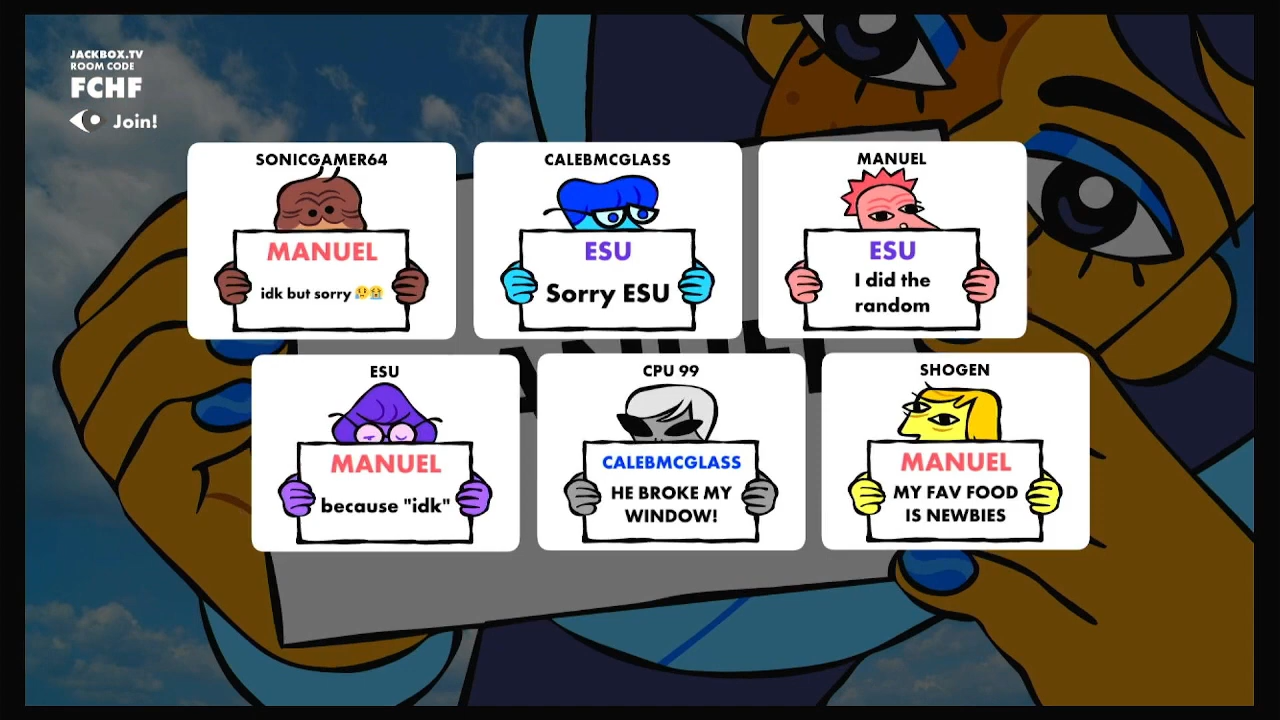 JACKBOX.TV
ROOM CODE
FCHF
Join!
SONICGAMER64
MANUEL
idk but sorry 😢😭
CALEBMCGLASS
ESU
Sorry ESU
MANUEL
ESU
I did the
random
ESU
MANUEL
because "idk"
CPU 99
CALEBMCGLASS
HE BROKE MY
WINDOW!
SHOGEN
MANUEL
MY FAV FOOD
IS NEWBIES